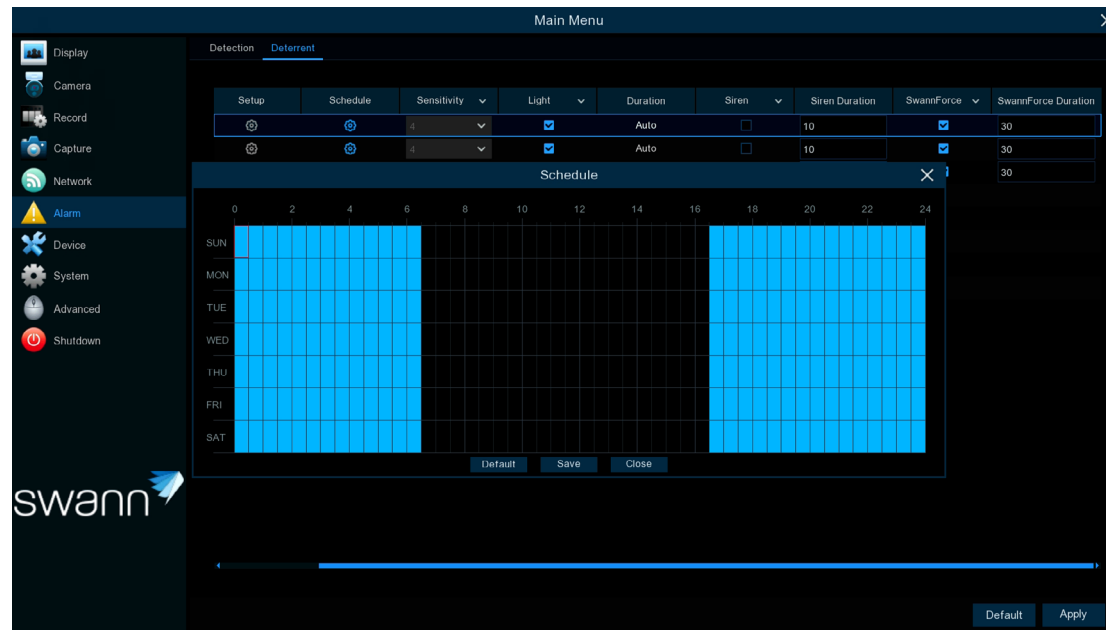 Main Menu
Display
Camera
Record
Capture
Network
Alarm
Device
System
Advanced
Shutdown
swann
Detection Deterrent
Setup Schedule Sensitivity Light Duration Siren Siren Duration SwannForce SwannForce Duration
4 Auto 10 30
4 Auto 10 30
30
Schedule
0 2 4 6 8 10 12 14 16 18 20 22 24
SUN
MON
TUE
WED
THU
FRI
SAT
Default Save Close
Default Apply